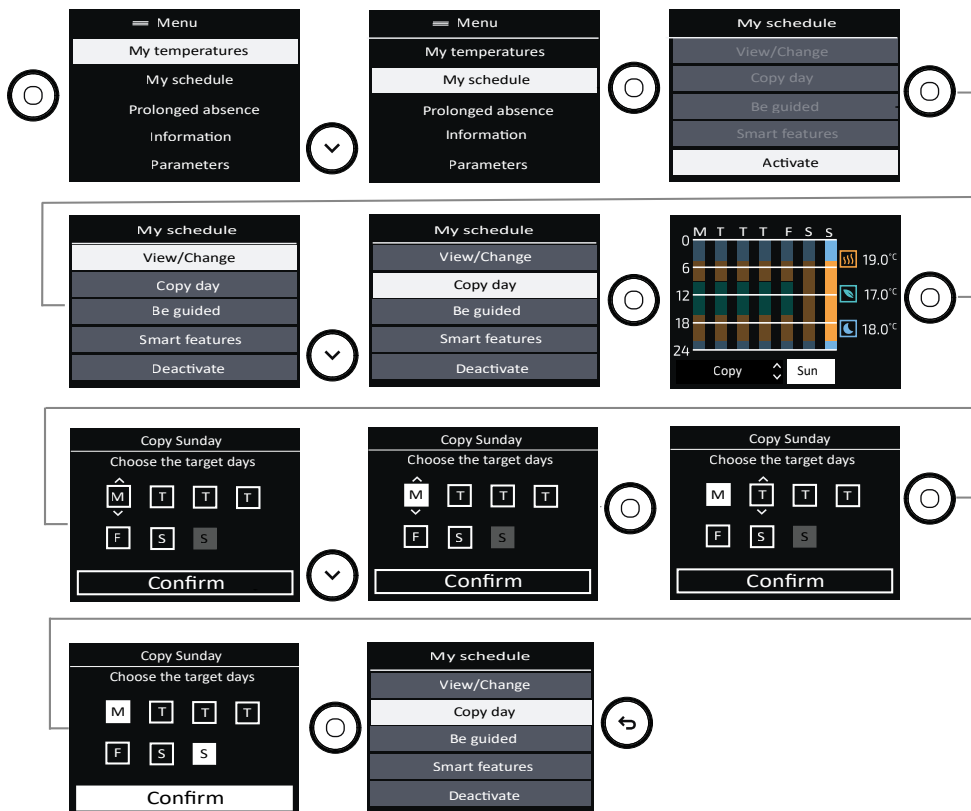 Menu
My temperatures
My schedule
Prolonged absence
Information
Parameters
Menu
My temperatures
My schedule
Prolonged absence
Information
Parameters
My schedule
View/Change
Copy day
Be guided
Smart features
Activate
My schedule
View/Change
Copy day
Be guided
Smart features
Deactivate
My schedule
View/Change
Copy day
Be guided
Smart features
Deactivate
M T T T F S S
0
6
12
18
24
19.0°C
17.0°C
18.0°C
Copy Sun
Copy Sunday
Choose the target days
M T T T
F S S
Confirm
Copy Sunday
Choose the target days
M T T T
F S S
Confirm
Copy Sunday
Choose the target days
M T T T
F S S
Confirm
Copy Sunday
Choose the target days
M T T T
F S S
Confirm
My schedule
View/Change
Copy day
Be guided
Smart features
Deactivate